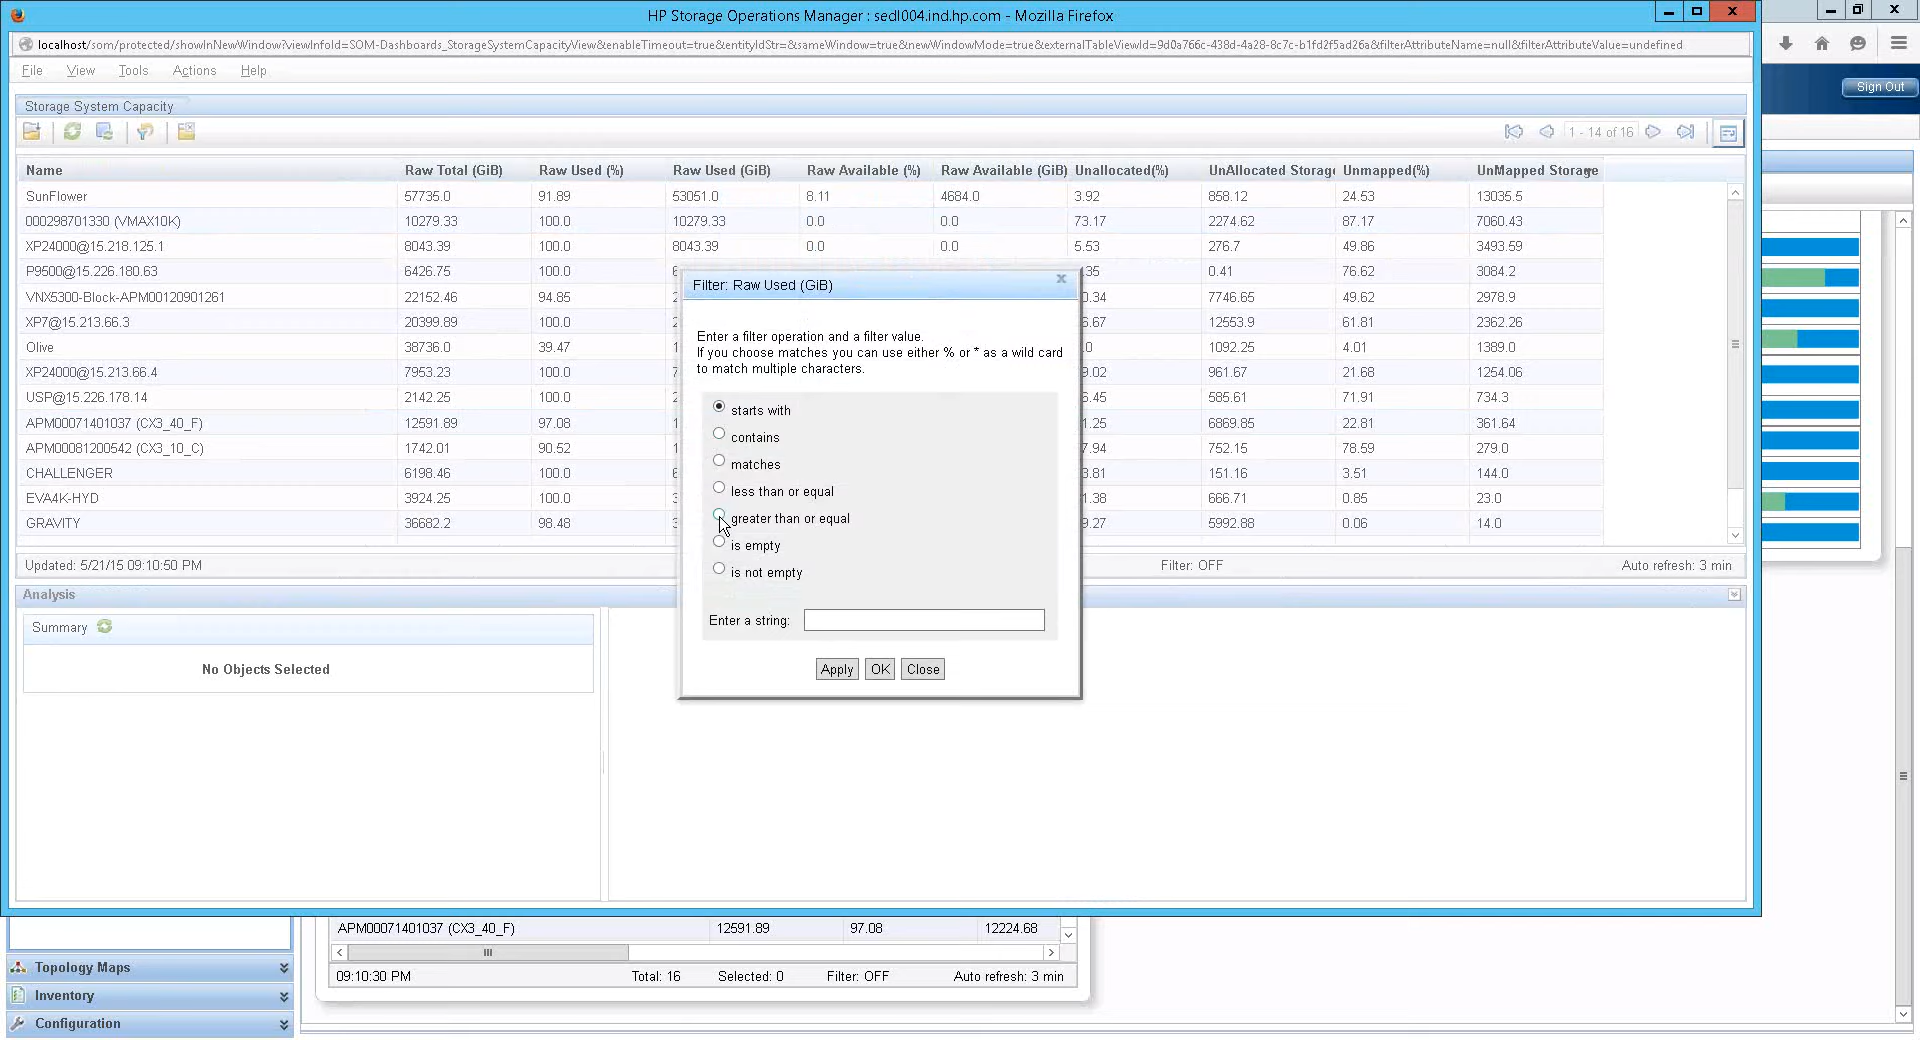 HP Storage Operations Manager : sedl004.ind.hp.com - Mozilla Firefox
localhost/som/protected/showInNewWindow?viewInfoId=SOM-Dashboards_StorageSystemCapacityView&enableTimeout=true&entityIdStr=&sameWindow=true&newWindowMode=true&externalTableViewId=9d0a766c-438d-4a28-8c7c-b1fd2f5ad26a&filterAttributeName=null&filterAttributeValue=undefined
File View Tools Actions Help
Sign Out
Storage System Capacity
1 - 14 of 16
Name Raw Total (GiB) Raw Used (%) Raw Used (GiB) Raw Available (%) Raw Available (GiB) Unallocated(%) UnAllocated Storage Unmapped(%) UnMapped Storage
SunFlower 57735.0 91.89 53051.0 8.11 4684.0 3.92 858.12 24.53 13035.5
000298701330 (VMAX10K) 10279.33 100.0 10279.33 0.0 0.0 73.17 2274.62 87.17 7060.43
XP24000@15.218.125.1 8043.39 100.0 8043.39 0.0 0.0 5.53 276.7 49.86 3493.59
P9500@15.226.180.63 6426.75 100.0 6 .35 0.41 76.62 3084.2
VNX5300-Block-APM00120901261 22152.46 94.85 2 0.34 7746.65 49.62 2978.9
XP7@15.213.66.3 20399.89 100.0 2 6.67 12553.9 61.81 2362.26
Olive 38736.0 39.47 1 .0 1092.25 4.01 1389.0
XP24000@15.213.66.4 7953.23 100.0 7 9.02 961.67 21.68 1254.06
USP@15.226.178.14 2142.25 100.0 2 6.45 585.61 71.91 734.3
APM00071401037 (CX3_40_F) 12591.89 97.08 1 1.25 6869.85 22.81 361.64
APM00081200542 (CX3_10_C) 1742.01 90.52 1 7.94 752.15 78.59 279.0
CHALLENGER 6198.46 100.0 6 3.81 151.16 3.51 144.0
EVA4K-HYD 3924.25 100.0 3 1.38 666.71 0.85 23.0
GRAVITY 36682.2 98.48 3 9.27 5992.88 0.06 14.0
Updated: 5/21/15 09:10:50 PM Filter: OFF Auto refresh: 3 min
Filter: Raw Used (GiB)
Enter a filter operation and a filter value.
If you choose matches you can use either % or * as a wild card
to match multiple characters.
starts with
contains
matches
less than or equal
greater than or equal
is empty
is not empty
Enter a string:
Apply OK Close
Analysis
Summary
No Objects Selected
APM00071401037 (CX3_40_F) 12591.89 97.08 12224.68
09:10:30 PM Total: 16 Selected: 0 Filter: OFF Auto refresh: 3 min
Topology Maps
Inventory
Configuration